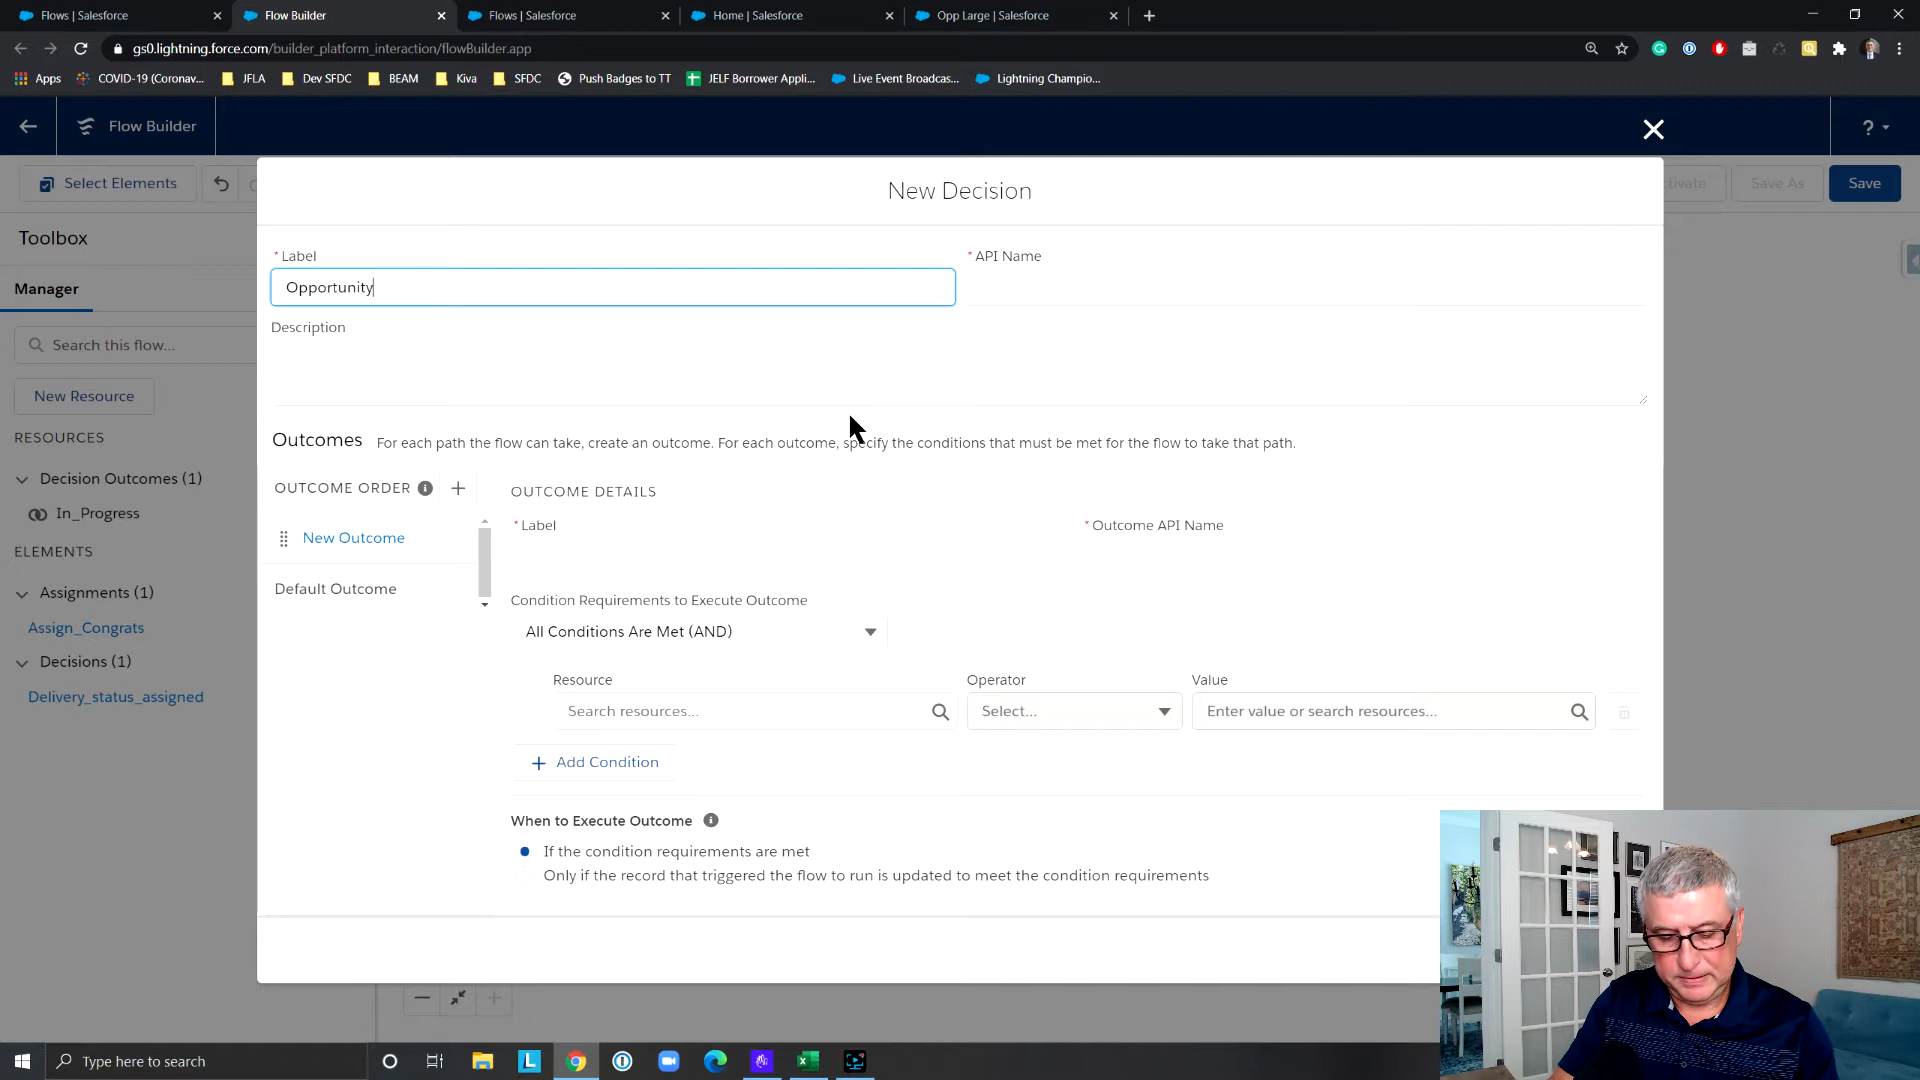 Flows | Salesforce
Flow Builder
Flows | Salesforce
Home | Salesforce
Opp Large | Salesforce
gs0.lightning.force.com/builder_platform_interaction/flowBuilder.app
Apps
COVID-19 (Coronav...
JFLA
Dev SFDC
BEAM
Kiva
SFDC
Push Badges to TT
JELF Borrower Appli...
Live Event Broadcas...
Lightning Champio...
Flow Builder
?
Select Elements
Save As
Save
Toolbox
Manager
Search this flow...
New Resource
RESOURCES
Decision Outcomes (1)
In_Progress
ELEMENTS
Assignments (1)
Assign_Congrats
Decisions (1)
Delivery_status_assigned
New Decision
* Label
* API Name
Opportunity
Description
Outcomes
For each path the flow can take, create an outcome. For each outcome, specify the conditions that must be met for the flow to take that path.
OUTCOME ORDER
OUTCOME DETAILS
* Label
* Outcome API Name
New Outcome
Default Outcome
Condition Requirements to Execute Outcome
All Conditions Are Met (AND)
Resource
Operator
Value
Search resources...
Select...
Enter value or search resources...
Add Condition
When to Execute Outcome
If the condition requirements are met
Only if the record that triggered the flow to run is updated to meet the condition requirements
Type here to search